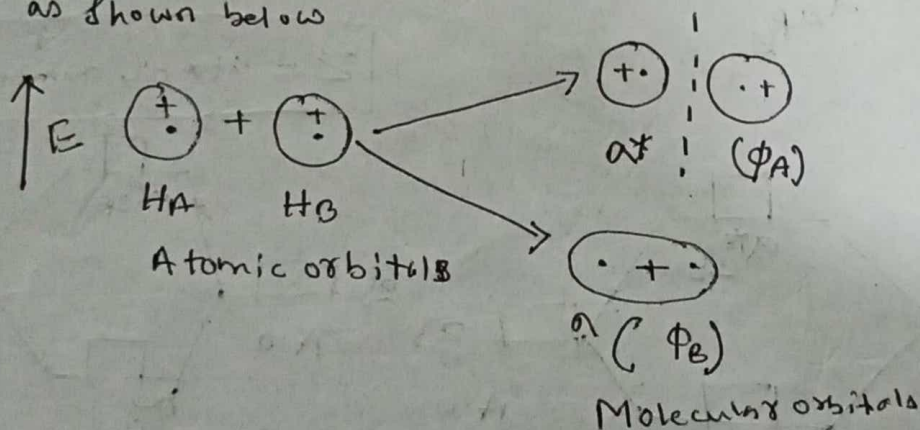 as shown below
+ + + +. .+
E
σ* (ΦA)
HA HB
Atomic orbitals
. + .
σ (ΦB)
Molecular orbitals